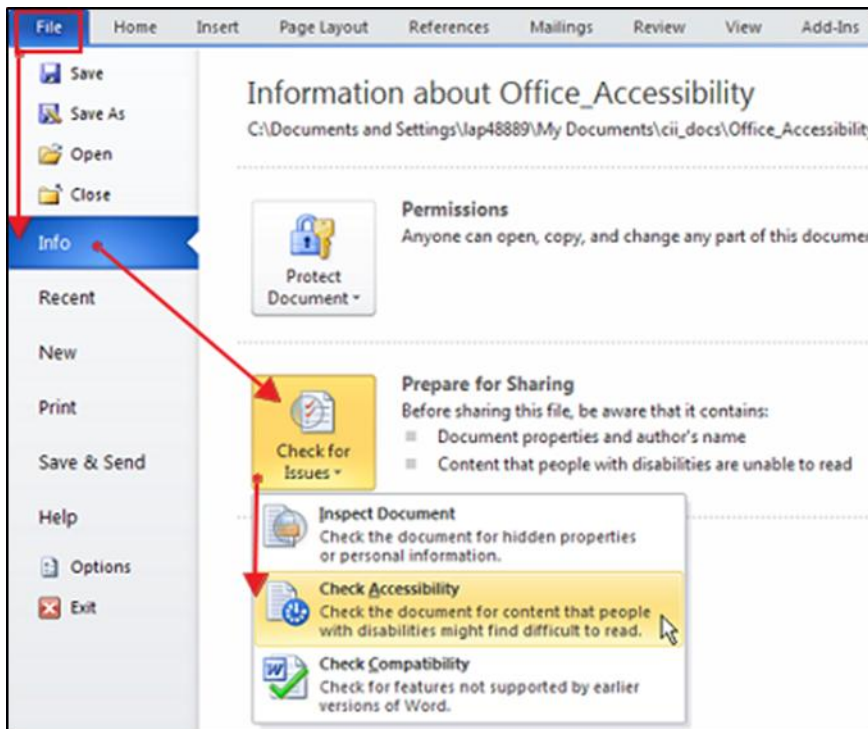 File Home Insert Page Layout References Mailings Review View Add-Ins
Save
Save As
Open
Close
Info
Recent
New
Print
Save & Send
Help
Options
Exit
Information about Office_Accessibility
C:\Documents and Settings\lap48889\My Documents\cii_docs\Office_Accessibility
Protect
Document
Permissions
Anyone can open, copy, and change any part of this
Check for
Issues
Prepare for Sharing
Before sharing this file, be aware that it contains:
Document properties and author's name
Content that people with disabilities are unable to read
Inspect Document
Check the document for hidden properties
or personal information.
Check Accessibility
Check the document for content that people
with disabilities might find difficult to read.
Check Compatibility
Check for features not supported by earlier
versions of Word.